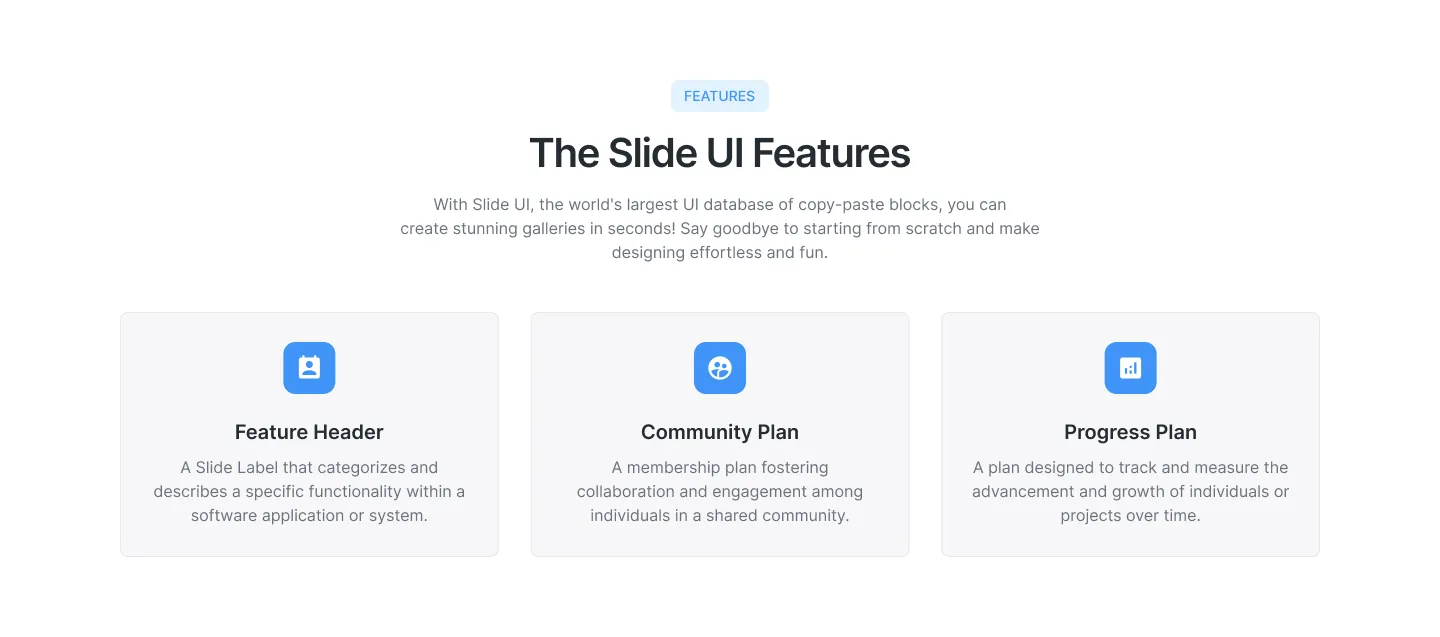 FEATURES
The Slide UI Features
With Slide UI, the world's largest UI database of copy-paste blocks, you can
create stunning galleries in seconds! Say goodbye to starting from scratch and make
designing effortless and fun.
Feature Header
A Slide Label that categorizes and
describes a specific functionality within a
software application or system.
Community Plan
A membership plan fostering
collaboration and engagement among
individuals in a shared community.
Progress Plan
A plan designed to track and measure the
advancement and growth of individuals or
projects over time.